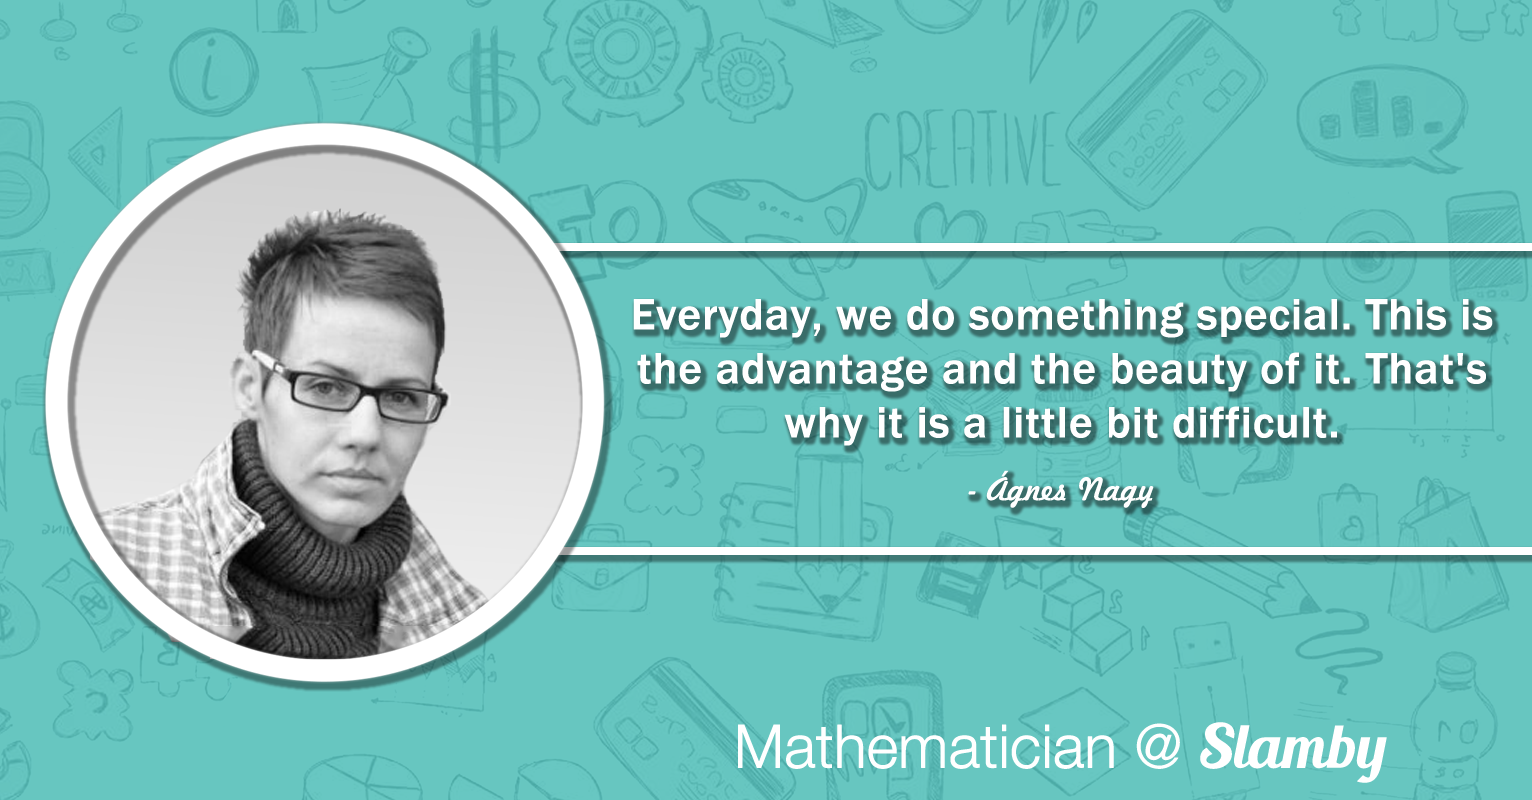 CREATIVE
Everyday, we do something special. This is
the advantage and the beauty of it. That's
why it is a little bit difficult.
- Ágnes Nagy
Mathematician @ Slamby